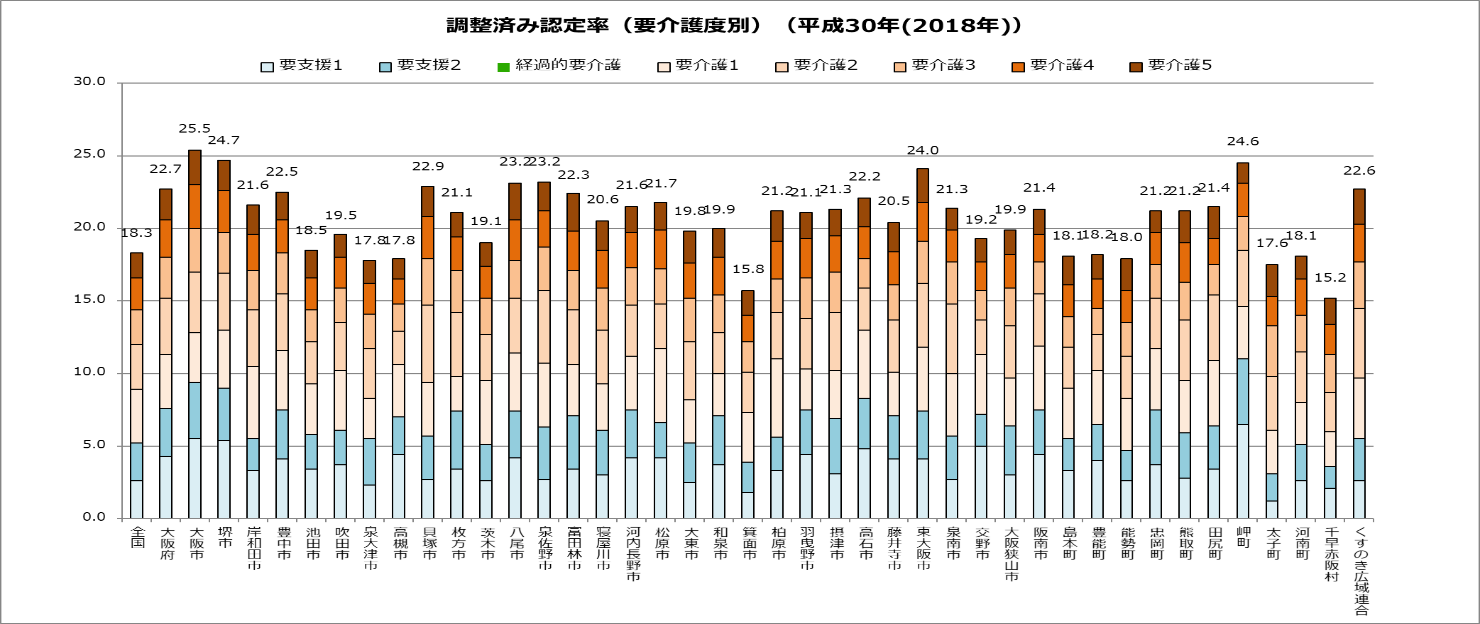 調整済み認定率（要介護度別）（平成30年(2018年)）
要支援1 要支援2 経過的要介護 要介護1 要介護2 要介護3 要介護4 要介護5
30.0
25.0
20.0
15.0
10.0
5.0
0.0
18.3 22.7 25.5 24.7 21.6 22.5 18.5 19.5 17.8 17.8 22.9 21.1 19.1 23.2 23.2 22.3 20.6 21.6 21.7 19.8 19.9 15.8 21.2 21.1 21.3 22.2 20.5 24.0 21.3 19.2 19.9 21.4 18.1 18.2 18.0 21.2 21.2 21.4 24.6 17.6 18.1 15.2 22.6
全国
大阪府
大阪市
堺市
岸和田市
豊中市
池田市
吹田市
泉大津市
高槻市
貝塚市
枚方市
茨木市
八尾市
泉佐野市
富田林市
寝屋川市
河内長野市
松原市
大東市
和泉市
箕面市
柏原市
羽曳野市
摂津市
高石市
藤井寺市
東大阪市
泉南市
交野市
大阪狭山市
阪南市
島本町
豊能町
能勢町
忠岡町
熊取町
田尻町
岬町
太子町
河南町
千早赤阪村
くすのき広域連合